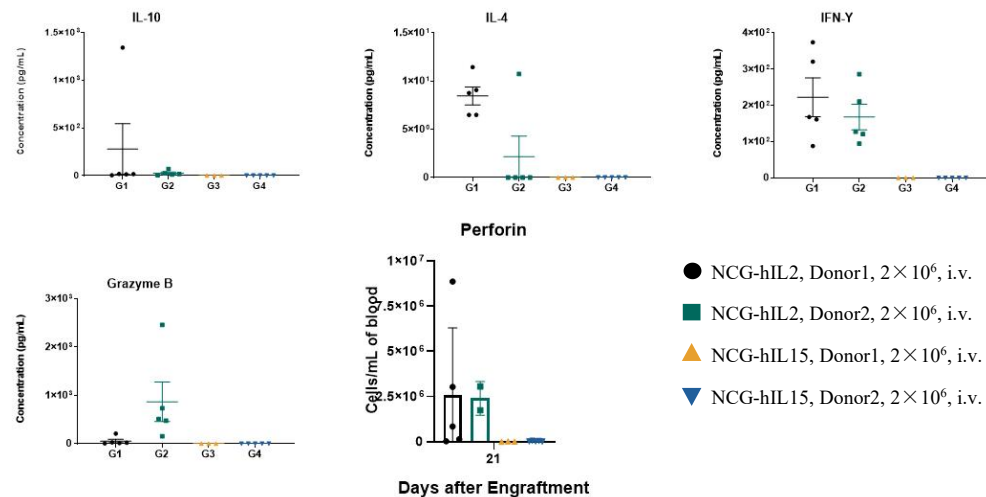 IL-10
Concentration (pg/mL)
1.5×10³
1×10³
5×10²
0
G1 G2 G3 G4
IL-4
Concentration (pg/mL)
1×10¹
5×10⁰
0
G1 G2 G3 G4
IFN-Y
Concentration (pg/mL)
4×10²
3×10²
2×10²
1×10²
0
G1 G2 G3 G4
Grazyme B
Concentration (pg/mL)
3×10³
2×10³
1×10³
0
G1 G2 G3 G4
Perforin
Cells/mL of blood
1×10⁷
7.5×10⁶
5×10⁶
2.5×10⁶
0
21
Days after Engraftment
NCG-hIL2, Donor1, 2×10⁶, i.v.
NCG-hIL2, Donor2, 2×10⁶, i.v.
NCG-hIL15, Donor1, 2×10⁶, i.v.
NCG-hIL15, Donor2, 2×10⁶, i.v.